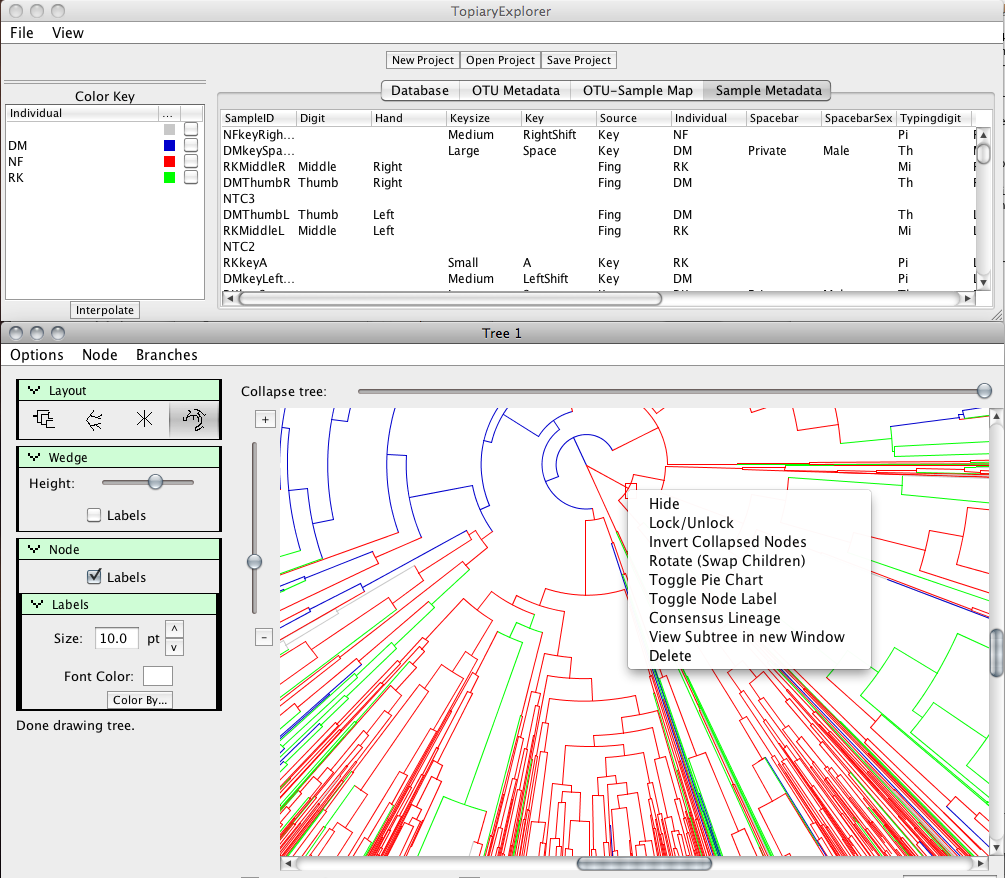 TopiaryExplorer
File View
New Project Open Project Save Project
Color Key
Individual ...
DM
NF
RK
Interpolate
Database OTU Metadata OTU-Sample Map Sample Metadata
SampleID Digit Hand Keysize Key Source Individual Spacebar SpacebarSex Typingdigit
NFkeyRigh... Medium RightShift Key NF Pi
DMkeySpa... Large Space Key DM Private Male Th
RKMiddleR Middle Right Fing RK Mi
DMThumbR Thumb Right Fing DM Th
NTC3
DMThumbL Thumb Left Fing DM Th
RKMiddleL Middle Left Fing RK Mi
NTC2
RKkeyA Small A Key RK Pi
DMkeyLeft... Medium LeftShift Key DM Pi
Tree 1
Options Node Branches
Layout
Wedge
Height:
Labels
Node
Labels
Labels
Size: 10.0 pt
Font Color:
Color By...
Done drawing tree.
Collapse tree:
+
-
Hide
Lock/Unlock
Invert Collapsed Nodes
Rotate (Swap Children)
Toggle Pie Chart
Toggle Node Label
Consensus Lineage
View Subtree in new Window
Delete